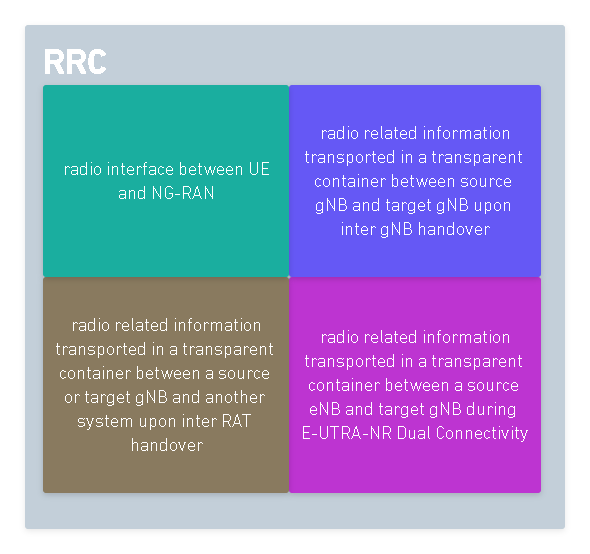 RRC
radio interface between UE
and NG-RAN
radio related information
transported in a transparent
container between source
gNB and target gNB upon
inter gNB handover
radio related information
transported in a transparent
container between a source
or target gNB and another
system upon inter RAT
handover
radio related information
transported in a transparent
container between a source
eNB and target gNB during
E-UTRA-NR Dual Connectivity